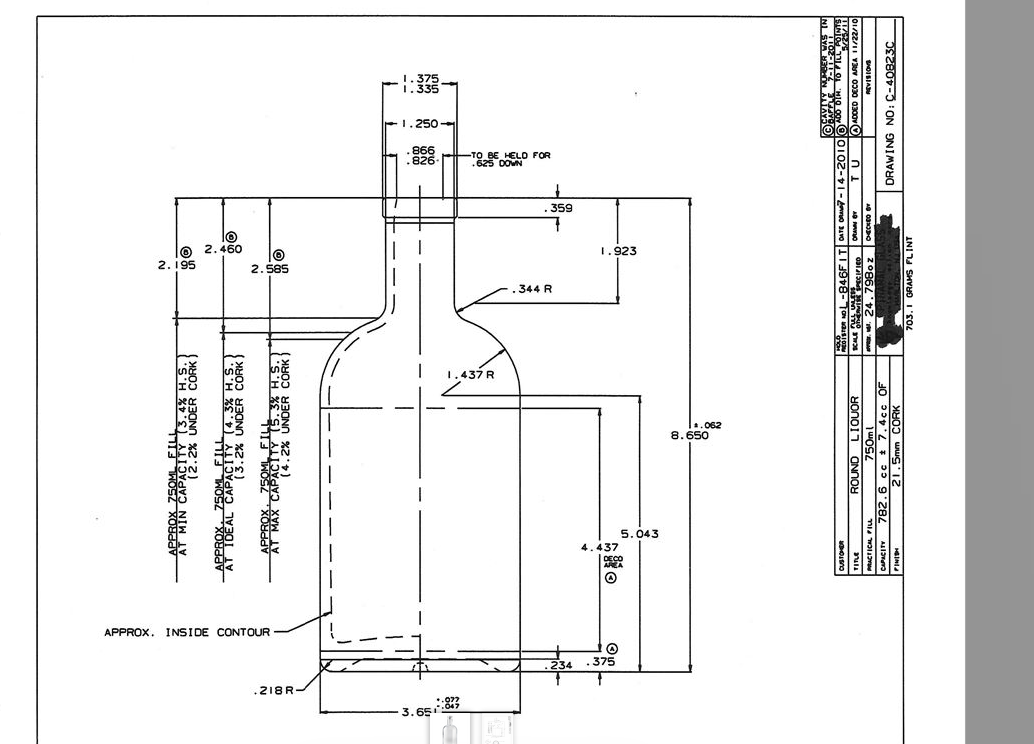 1.375
1.335
1.250
.866
.826
TO BE HELD FOR
.625 DOWN
.359
1.923
B
2.195
B
2.460
B
2.585
.344 R
1.437 R
±.062
8.650
5.043
4.437
DECO
AREA
A
APPROX 750ML FILL
AT MIN CAPACITY (3.4% H.S.)
(2.2% UNDER CORK)
APPROX. 750ML FILL
AT IDEAL CAPACITY (4.3% H.S.)
(3.2% UNDER CORK)
APPROX. 750ML FILL
AT MAX CAPACITY (5.3% H.S.)
(4.2% UNDER CORK)
APPROX. INSIDE CONTOUR
A
.234
.375
.218 R
+.077
-.047
3.651
C CAVITY NUMBER WAS IN
BAFFLE 7-11-2011
B ADD DIM. TO FILL POINTS
5/25/11
A ADDED DECO AREA 11/22/10
REVISIONS
DRAWING NO: C-40823C
MOLD
REGISTER NO. L-846FIT
DATE DRAWN 7-14-2010
SCALE FULL UNLESS
OTHERWISE SPECIFIED
DRAWN BY T U
APPROX. WGT. 24.798oz
CHECKED BY
703.1 GRAMS FLINT
CUSTOMER
TITLE ROUND LIQUOR
PRACTICAL FILL 750ml
CAPACITY 782.6 cc ± 7.4cc OF
FINISH 21.5mm CORK